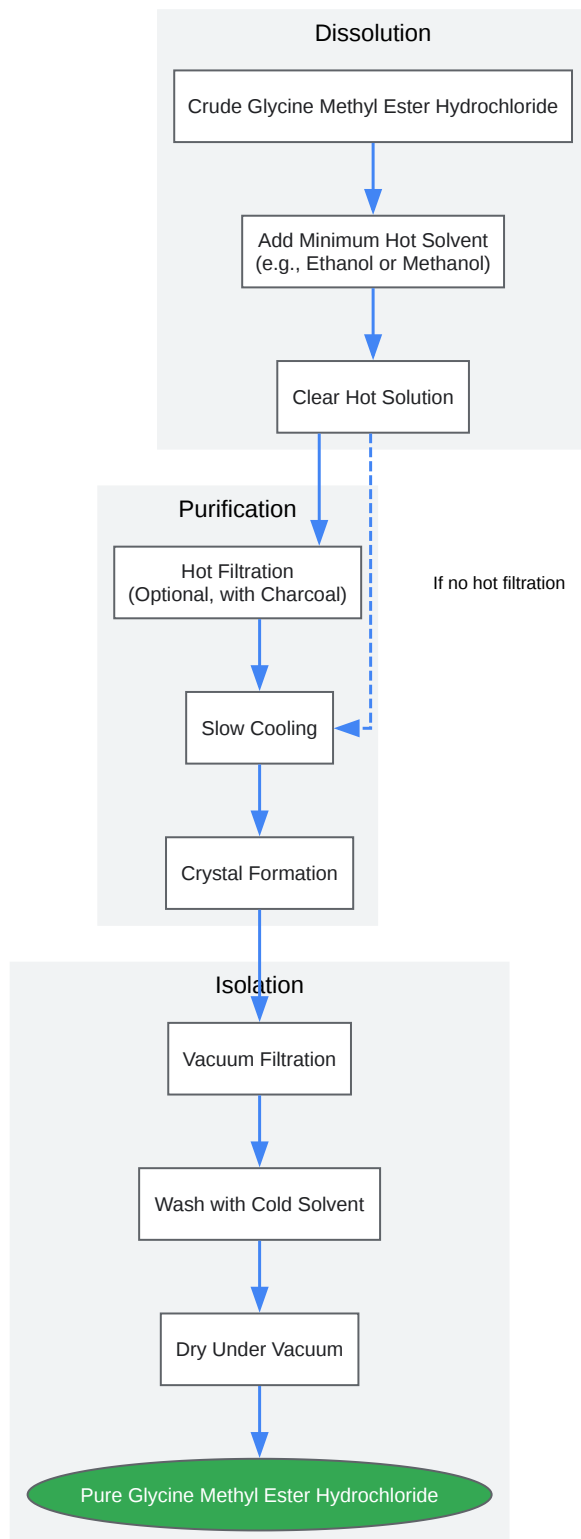 Dissolution
Crude Glycine Methyl Ester Hydrochloride
Add Minimum Hot Solvent
(e.g., Ethanol or Methanol)
Clear Hot Solution
Purification
Hot Filtration
(Optional, with Charcoal)
If no hot filtration
Slow Cooling
Crystal Formation
Isolation
Vacuum Filtration
Wash with Cold Solvent
Dry Under Vacuum
Pure Glycine Methyl Ester Hydrochloride